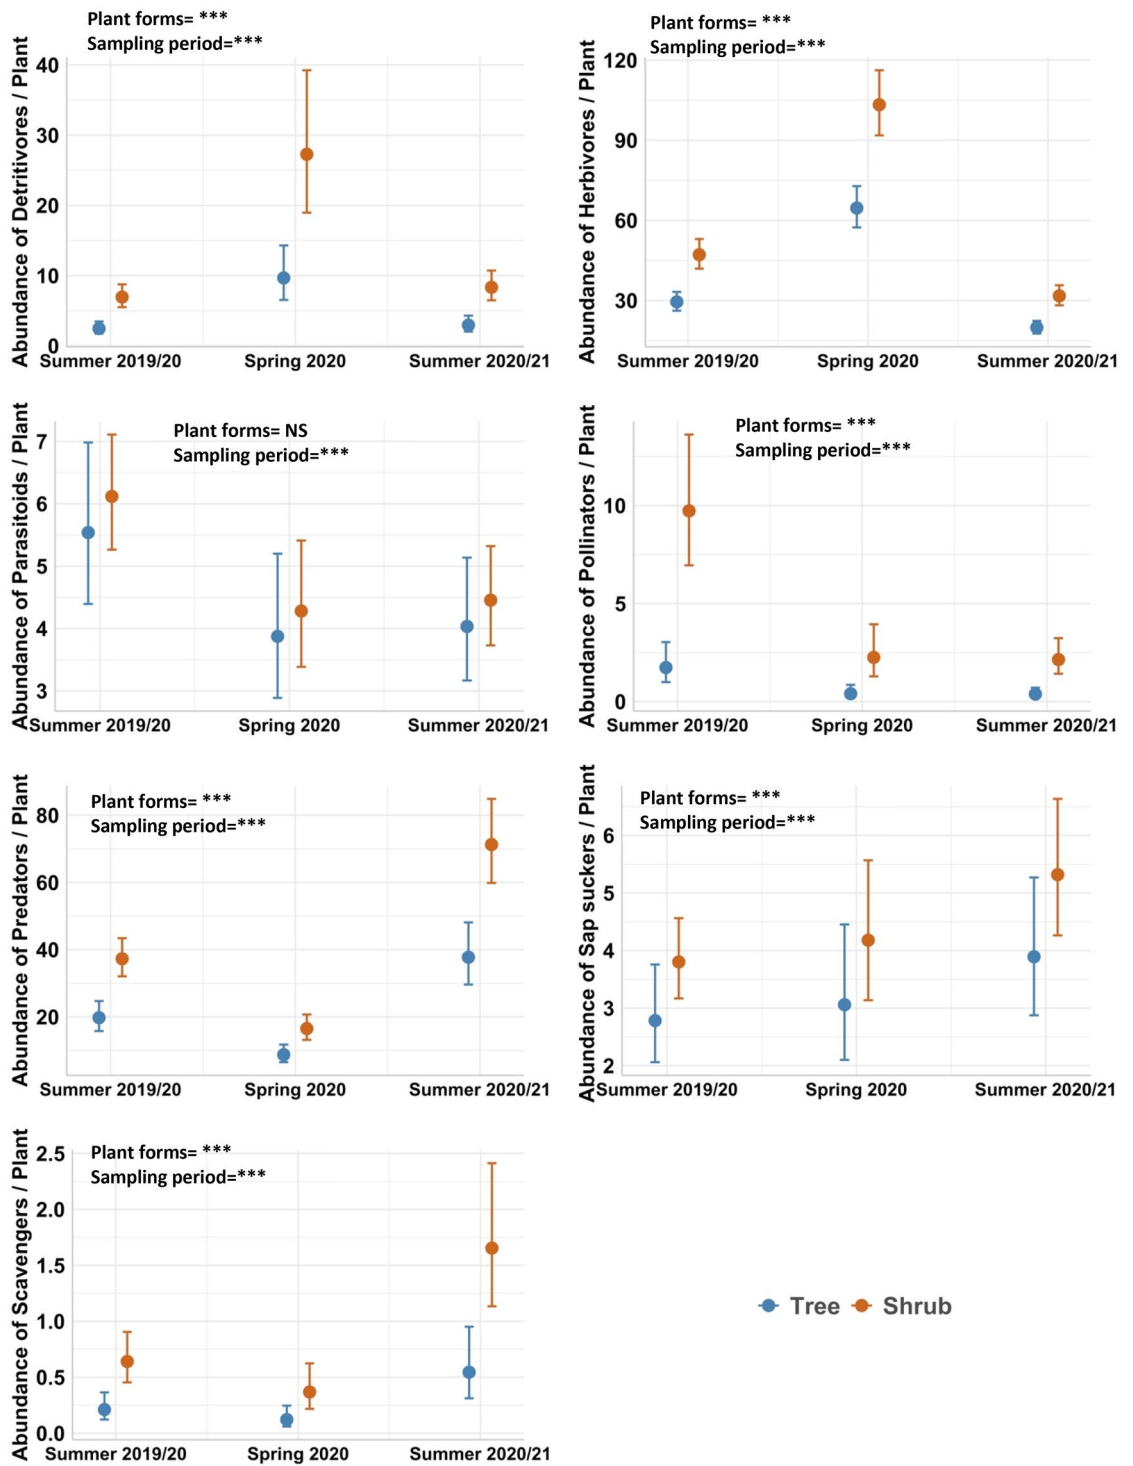 Plant forms= ***
Sampling period=***
Abundance of Detritivores / Plant
40
30
20
10
0
Summer 2019/20 Spring 2020 Summer 2020/21
Plant forms= ***
Sampling period=***
Abundance of Herbivores / Plant
120
90
60
30
Summer 2019/20 Spring 2020 Summer 2020/21
Plant forms= NS
Sampling period=***
Abundance of Parasitoids / Plant
7
6
5
4
3
Summer 2019/20 Spring 2020 Summer 2020/21
Plant forms= ***
Sampling period=***
Abundance of Pollinators / Plant
10
5
0
Summer 2019/20 Spring 2020 Summer 2020/21
Plant forms= ***
Sampling period=***
Abundance of Predators / Plant
80
60
40
20
Summer 2019/20 Spring 2020 Summer 2020/21
Plant forms= ***
Sampling period=***
Abundance of Sap suckers / Plant
6
5
4
3
2
Summer 2019/20 Spring 2020 Summer 2020/21
Plant forms= ***
Sampling period=***
Abundance of Scavengers / Plant
2.5
2.0
1.5
1.0
0.5
0.0
Summer 2019/20 Spring 2020 Summer 2020/21
Tree Shrub